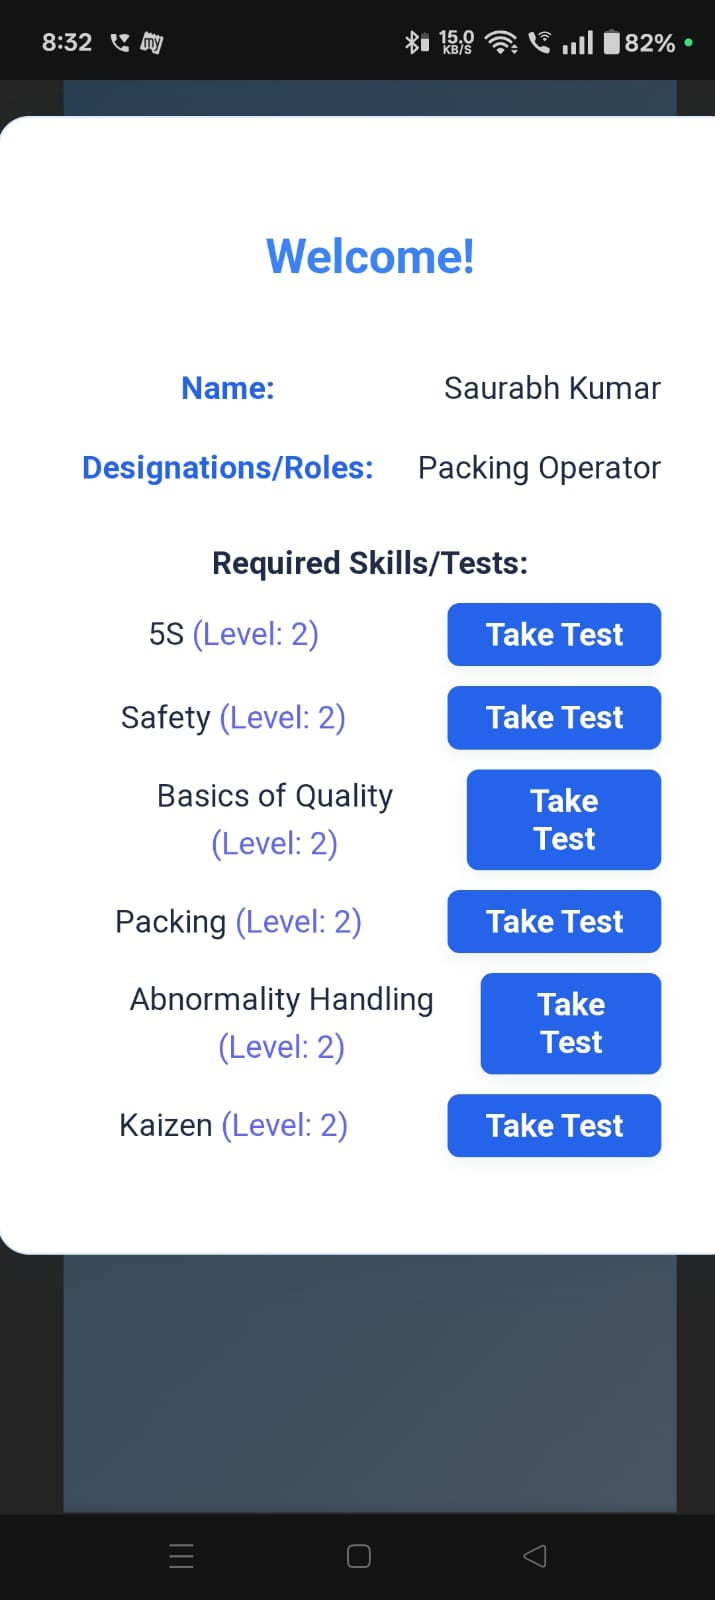 8:32 my 15.0 KB/S 82%
Welcome!
Name: Saurabh Kumar
Designations/Roles: Packing Operator
Required Skills/Tests:
5S (Level: 2) Take Test
Safety (Level: 2) Take Test
Basics of Quality
(Level: 2)
Take
Test
Packing (Level: 2) Take Test
Abnormality Handling
(Level: 2)
Take
Test
Kaizen (Level: 2) Take Test